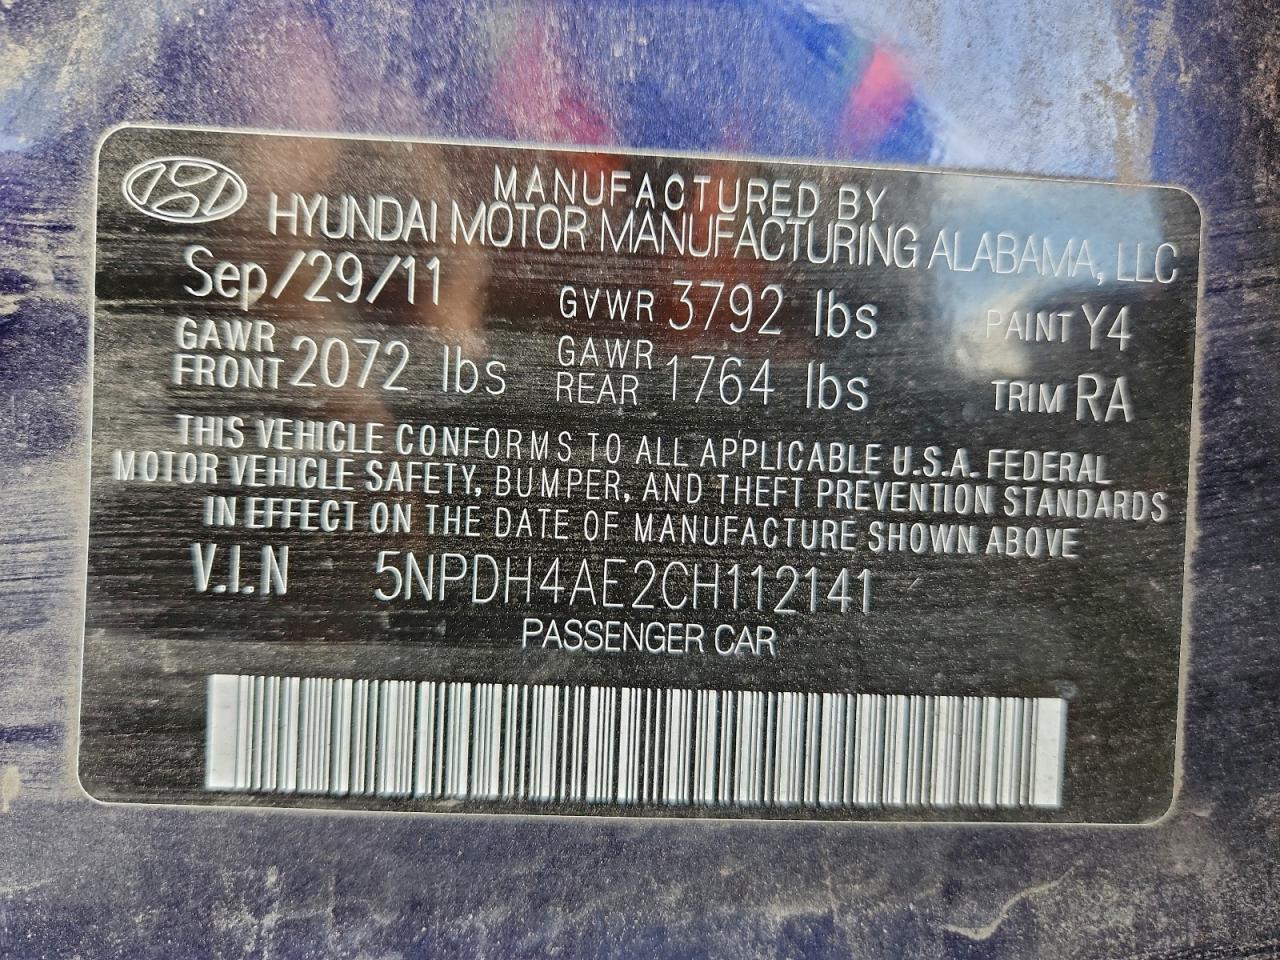 MANUFACTURED BY
HYUNDAI MOTOR MANUFACTURING ALABAMA, LLC
Sep/29/11 GVWR 3792 lbs PAINT Y4
GAWR FRONT 2072 lbs GAWR REAR 1764 lbs TRIM RA
THIS VEHICLE CONFORMS TO ALL APPLICABLE U.S.A. FEDERAL
MOTOR VEHICLE SAFETY, BUMPER, AND THEFT PREVENTION STANDARDS
IN EFFECT ON THE DATE OF MANUFACTURE SHOWN ABOVE
V.I.N 5NPDH4AE2CH112141
PASSENGER CAR